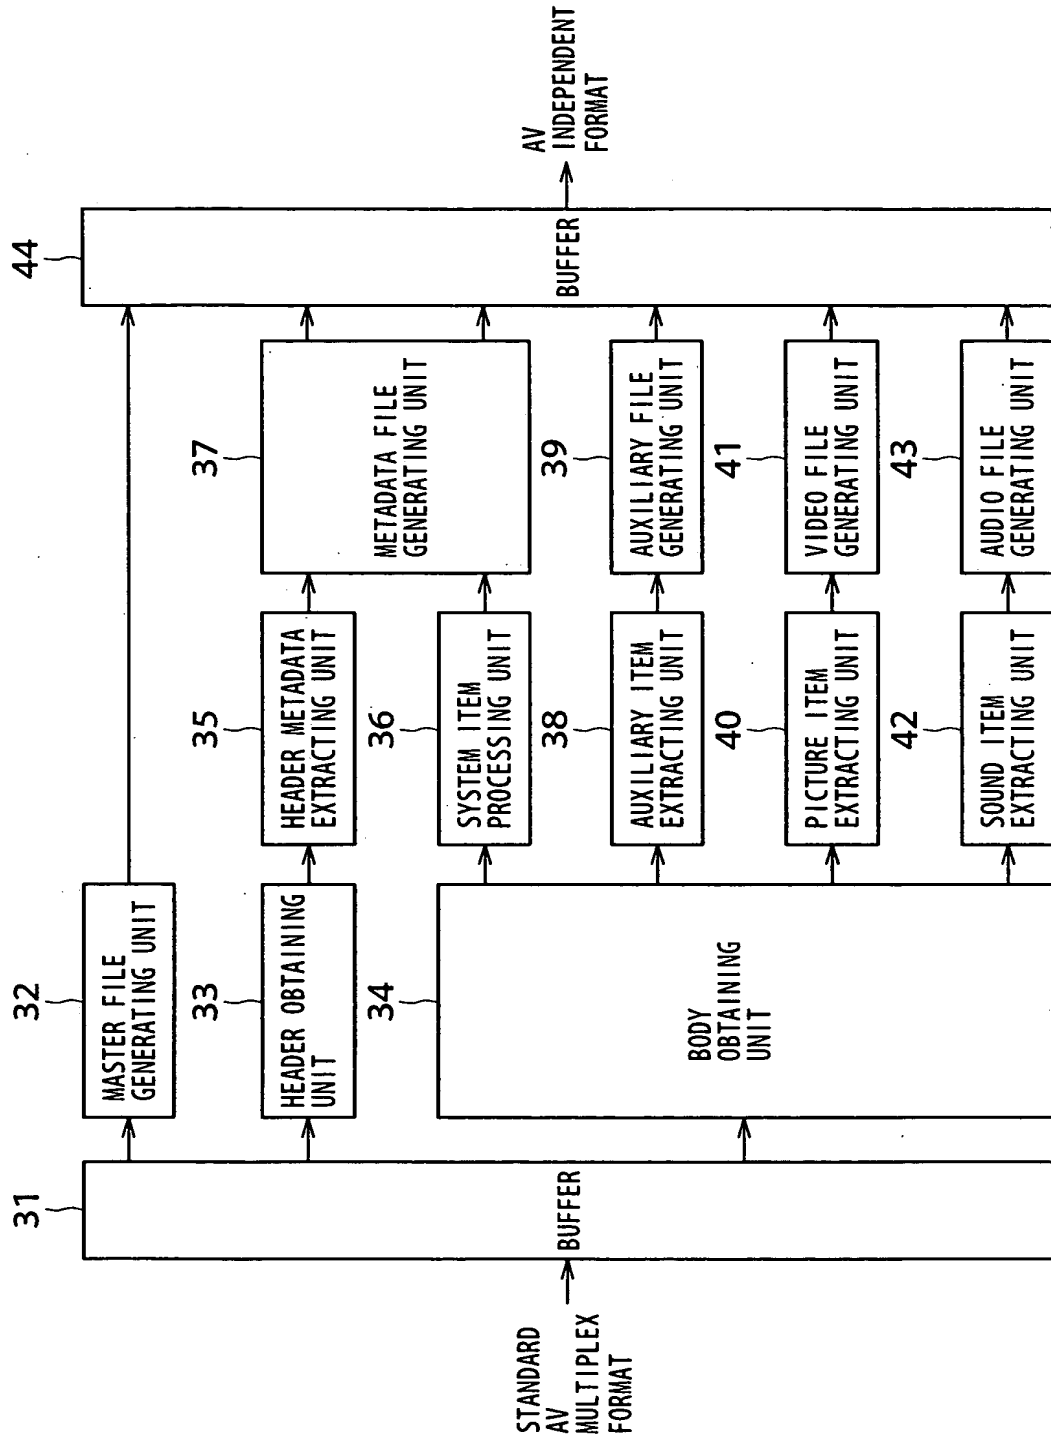 STANDARD
AV
MULTIPLEX
FORMAT
31
BUFFER
32
MASTER FILE
GENERATING UNIT
33
HEADER OBTAINING
UNIT
34
BODY
OBTAINING
UNIT
35
HEADER METADATA
EXTRACTING UNIT
36
SYSTEM ITEM
PROCESSING UNIT
37
METADATA FILE
GENERATING UNIT
38
AUXILIARY ITEM
EXTRACTING UNIT
39
AUXILIARY FILE
GENERATING UNIT
40
PICTURE ITEM
EXTRACTING UNIT
41
VIDEO FILE
GENERATING UNIT
42
SOUND ITEM
EXTRACTING UNIT
43
AUDIO FILE
GENERATING UNIT
44
BUFFER
AV
INDEPENDENT
FORMAT